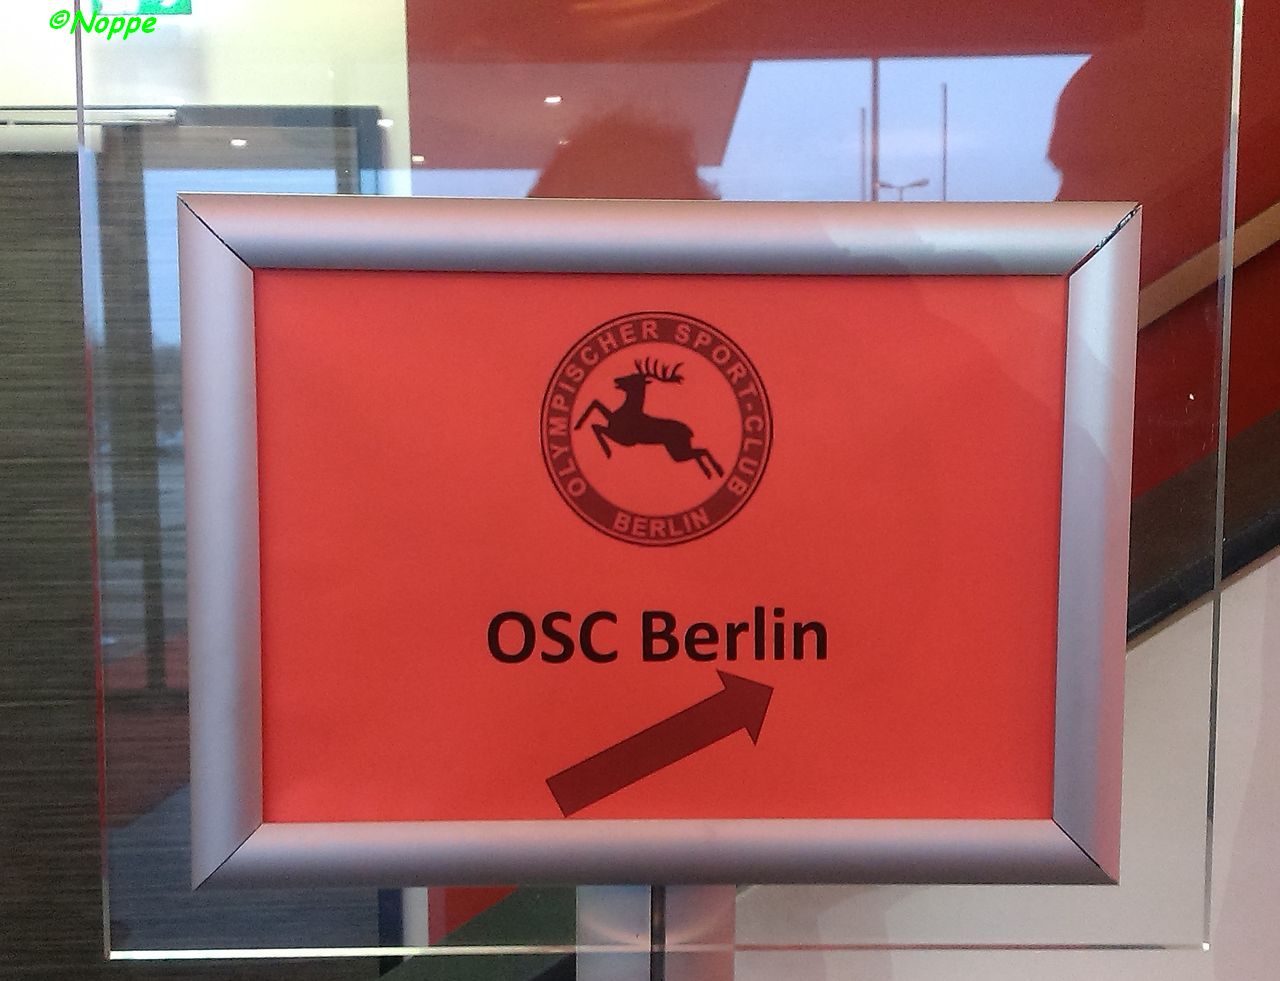 ©Noppe
OLYMPISCHER SPORT-CLUB
BERLIN
OSC Berlin